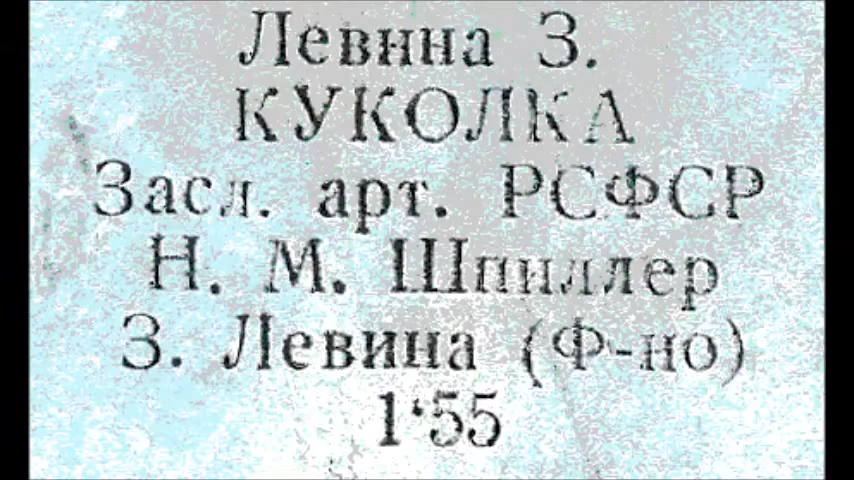 Левина З.
КУКОЛКА
Засл. арт. РСФСР
Н. М. Шпиллер
З. Левина (Ф-но)
1‘55